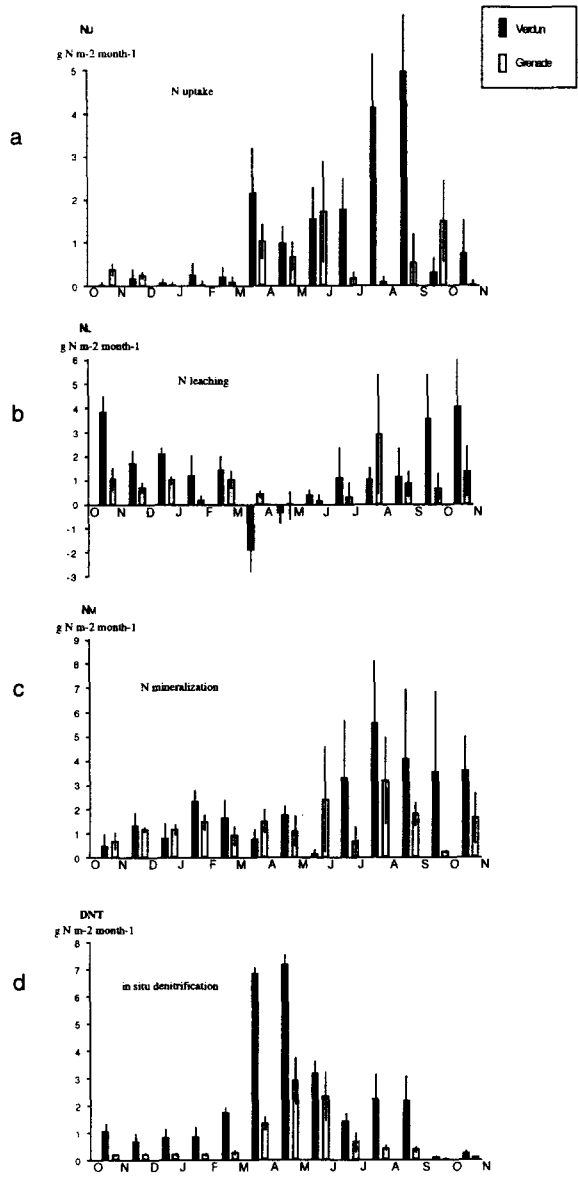 Verdun
Grenade
a
NU
g N m-2 month-1
N uptake
5
4
3
2
1
0
O N D J F M A M J J A S O N
b
NL
g N m-2 month-1
N leaching
6
5
4
3
2
1
0
-1
-2
-3
O N D J F M A M J J A S O N
c
NM
g N m-2 month-1
N mineralization
9
8
7
6
5
4
3
2
1
0
O N D J F M A M J J A S O N
d
DNT
g N m-2 month-1
in situ denitrification
8
7
6
5
4
3
2
1
0
O N D J F M A M J J A S O N